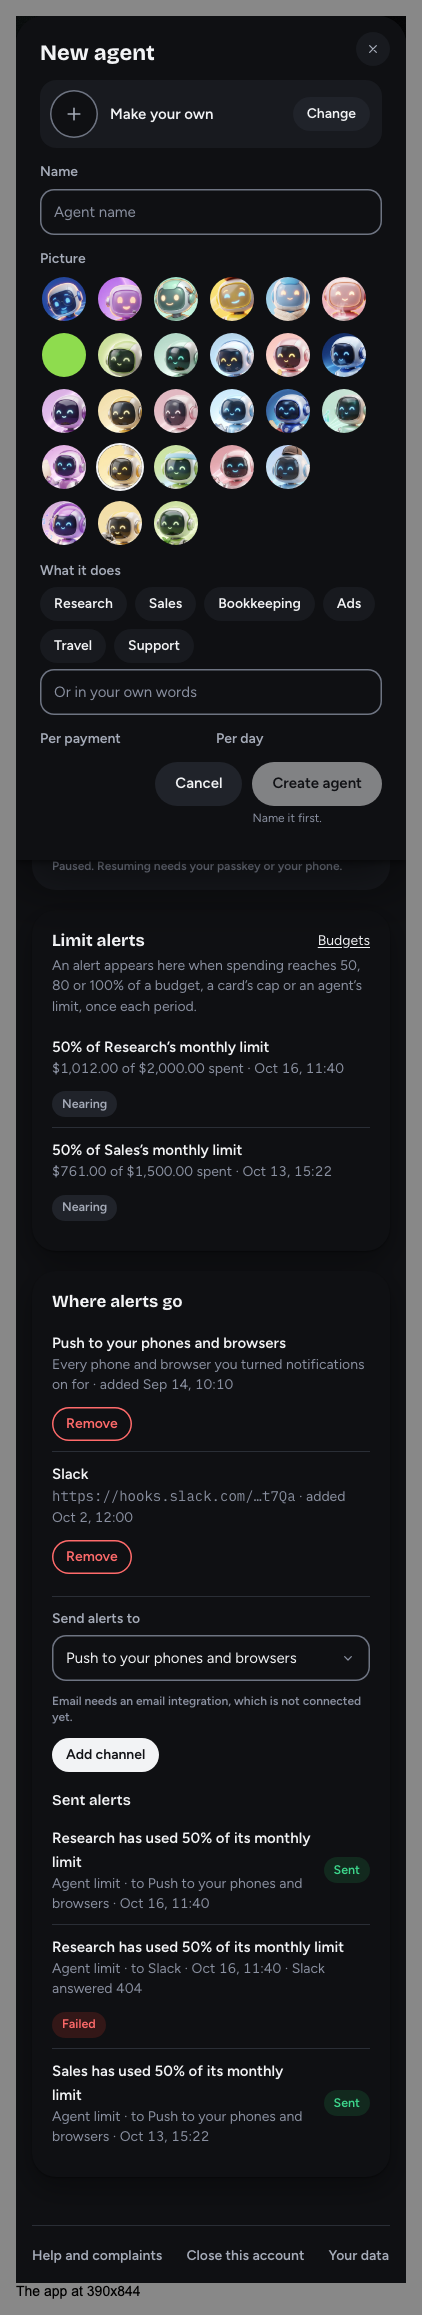 New agent
Make your own
Change
Name
Agent name
Picture
What it does
Research
Sales
Bookkeeping
Ads
Travel
Support
Or in your own words
Per payment
Per day
Cancel
Create agent
Name it first.
Paused. Resuming needs your passkey or your phone.
Limit alerts
Budgets
An alert appears here when spending reaches 50,
80 or 100% of a budget, a card's cap or an agent's
limit, once each period.
50% of Research's monthly limit
$1,012.00 of $2,000.00 spent · Oct 16, 11:40
Nearing
50% of Sales's monthly limit
$761.00 of $1,500.00 spent · Oct 13, 15:22
Nearing
Where alerts go
Push to your phones and browsers
Every phone and browser you turned notifications
on for · added Sep 14, 10:10
Remove
Slack
https://hooks.slack.com/…t7Qa · added
Oct 2, 12:00
Remove
Send alerts to
Push to your phones and browsers
Email needs an email integration, which is not connected
yet.
Add channel
Sent alerts
Research has used 50% of its monthly
limit
Agent limit · to Push to your phones and
browsers · Oct 16, 11:40
Sent
Research has used 50% of its monthly limit
Agent limit · to Slack · Oct 16, 11:40 · Slack
answered 404
Failed
Sales has used 50% of its monthly
limit
Agent limit · to Push to your phones and
browsers · Oct 13, 15:22
Sent
Help and complaints
Close this account
Your data
The app at 390x844